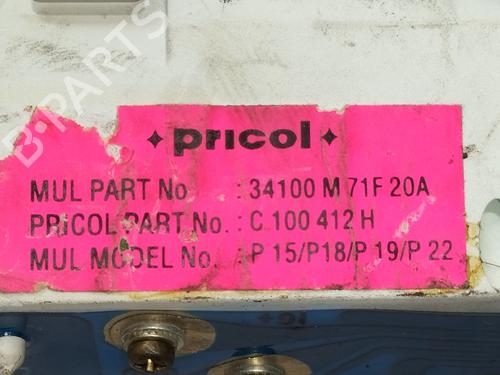 B-PARTS
pricol
MUL PART No : 34100 M 71F 20A
PRICOL PART No. : C 100 412 H
MUL MODEL No. : P 15/P18/P 19/P 22